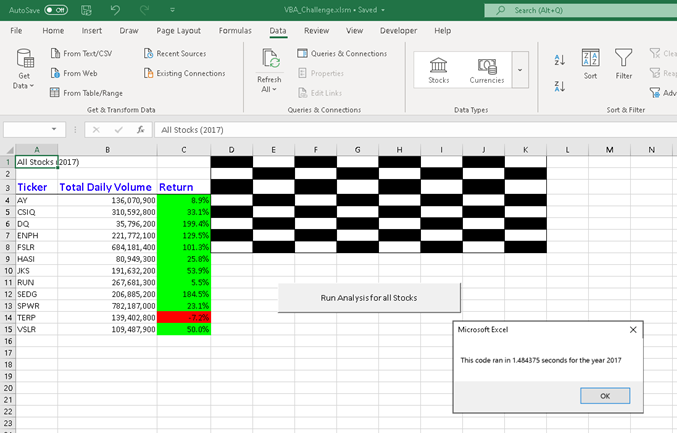 AutoSave Off VBA_Challenge.xlsm • Saved Search (Alt+Q)
File Home Insert Draw Page Layout Formulas Data Review View Developer Help
Get Data
From Text/CSV
From Web
From Table/Range
Recent Sources
Existing Connections
Get & Transform Data
Refresh All
Queries & Connections
Properties
Edit Links
Queries & Connections
Stocks Currencies
Data Types
Sort Filter
Clea
Adv
Sort & Filter
fx All Stocks (2017)
A B C D E F G H I J K L M N
1 All Stocks (2017)
2
3 Ticker Total Daily Volume Return
4 AY 136,070,900 8.9%
5 CSIQ 310,592,800 33.1%
6 DQ 35,796,200 199.4%
7 ENPH 221,772,100 129.5%
8 FSLR 684,181,400 101.3%
9 HASI 80,949,300 25.8%
10 JKS 191,632,200 53.9%
11 RUN 267,681,300 5.5%
12 SEDG 206,885,200 184.5%
13 SPWR 782,187,000 23.1%
14 TERP 139,402,800 -7.2%
15 VSLR 109,487,900 50.0%
16
17
18
19
20
21
22
23
Run Analysis for all Stocks
Microsoft Excel
This code ran in 1.484375 seconds for the year 2017
OK